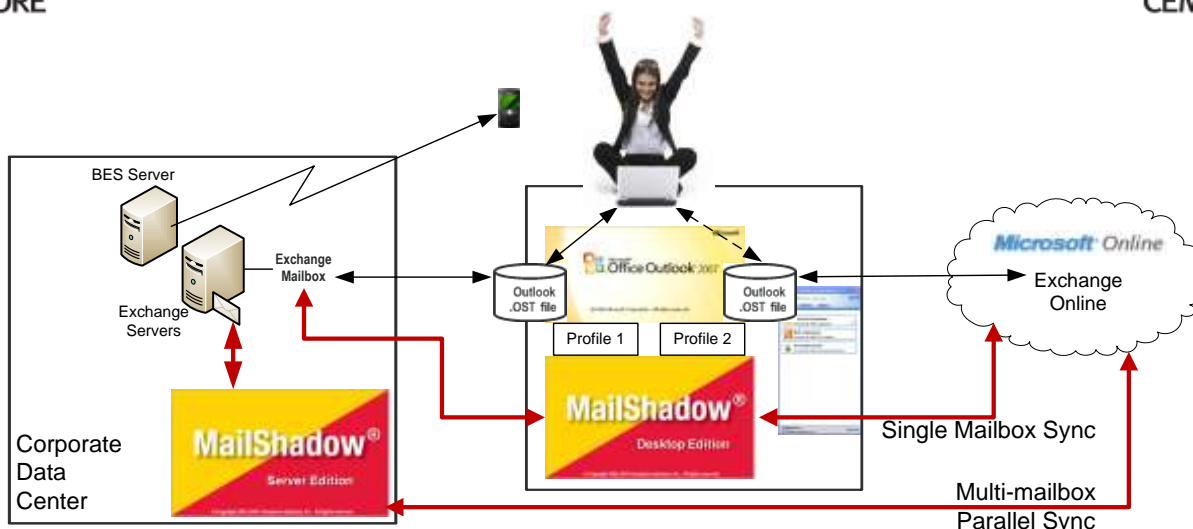 BES Server
Exchange
Mailbox
Exchange
Servers
MailShadow®
Server Edition
Corporate
Data
Center
Microsoft
Office Outlook 2007
Outlook
.OST file
Outlook
.OST file
Profile 1
Profile 2
MailShadow®
Desktop Edition
Microsoft Online
Exchange
Online
Single Mailbox Sync
Multi-mailbox
Parallel Sync